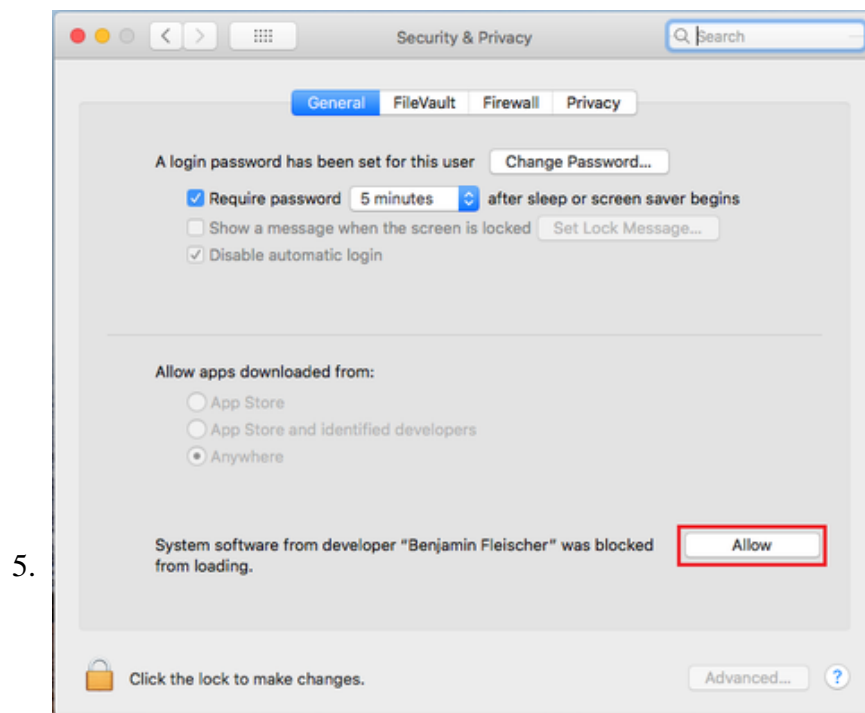 Security & Privacy
Search
General FileVault Firewall Privacy
A login password has been set for this user Change Password...
Require password 5 minutes after sleep or screen saver begins
Show a message when the screen is locked Set Lock Message...
Disable automatic login
Allow apps downloaded from:
App Store
App Store and identified developers
Anywhere
System software from developer “Benjamin Fleischer” was blocked
from loading.
Allow
5.
Click the lock to make changes.
Advanced... ?